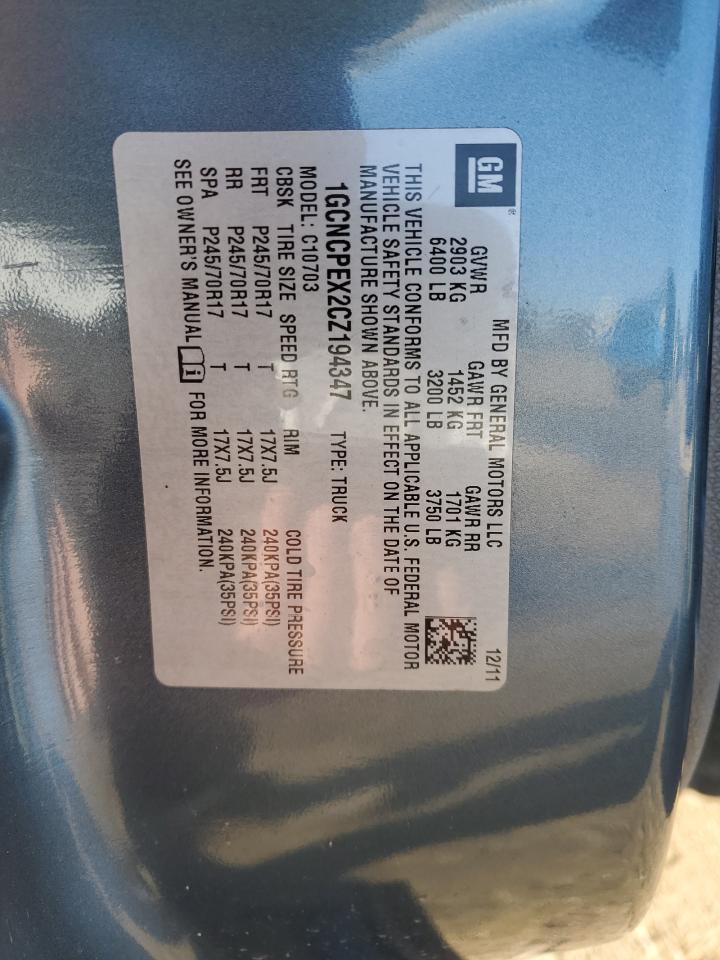 GM®
MFD BY GENERAL MOTORS LLC 12/11
GVWR GAWR FRT GAWR RR
2903 KG 1452 KG 1701 KG
6400 LB 3200 LB 3750 LB
THIS VEHICLE CONFORMS TO ALL APPLICABLE U.S. FEDERAL MOTOR
VEHICLE SAFETY STANDARDS IN EFFECT ON THE DATE OF
MANUFACTURE SHOWN ABOVE.
1GCNCPEX2CZ194347 TYPE: TRUCK
MODEL: C10703
CBSK TIRE SIZE SPEED RTG RIM COLD TIRE PRESSURE
FRT P245/70R17 T 17X7.5J 240KPA(35PSI)
RR P245/70R17 T 17X7.5J 240KPA(35PSI)
SPA P245/70R17 T 17X7.5J 240KPA(35PSI)
SEE OWNER'S MANUAL FOR MORE INFORMATION.